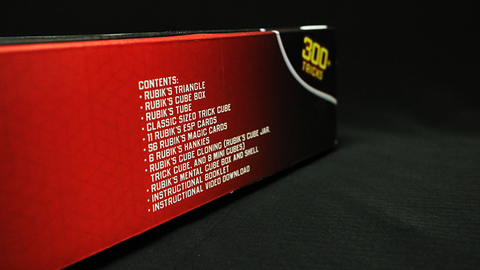 300+
TRICKS
CONTENTS:
• RUBIK'S TRIANGLE
• RUBIK'S CUBE BOX
• RUBIK'S TUBE
• CLASSIC SIZED TRICK CUBE
• 11 RUBIK'S ESP CARDS
• 56 RUBIK'S MAGIC CARDS
• 6 RUBIK'S HANKIES
• RUBIK'S CUBE CLONING (RUBIK'S CUBE JAR,
TRICK CUBE, AND 8 MINI CUBES)
• RUBIK'S MENTAL CUBE BOX AND SHELL
• INSTRUCTIONAL BOOKLET
• INSTRUCTIONAL VIDEO DOWNLOAD